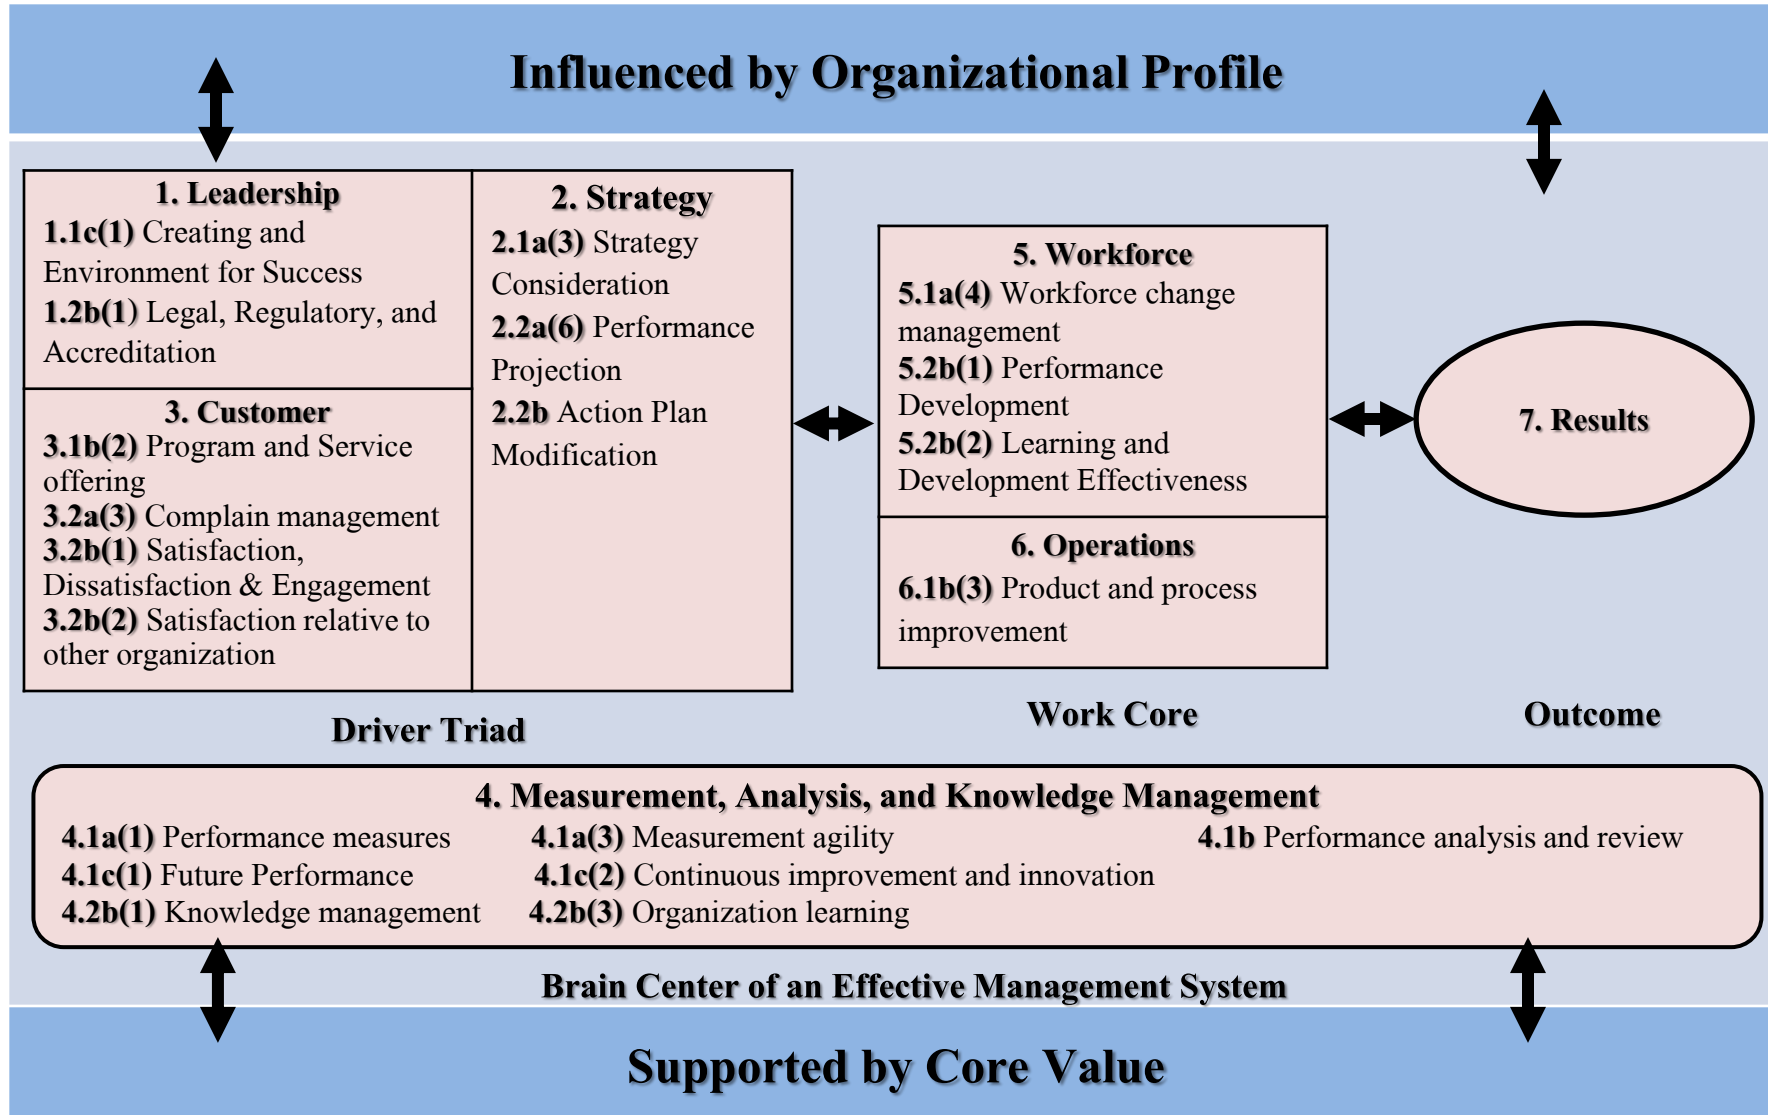 Influenced by Organizational Profile
1. Leadership
1.1c(1) Creating and
Environment for Success
1.2b(1) Legal, Regulatory, and
Accreditation
3. Customer
3.1b(2) Program and Service
offering
3.2a(3) Complain management
3.2b(1) Satisfaction,
Dissatisfaction & Engagement
3.2b(2) Satisfaction relative to
other organization
2. Strategy
2.1a(3) Strategy
Consideration
2.2a(6) Performance
Projection
2.2b Action Plan
Modification
Driver Triad
5. Workforce
5.1a(4) Workforce change
management
5.2b(1) Performance
Development
5.2b(2) Learning and
Development Effectiveness
6. Operations
6.1b(3) Product and process
improvement
Work Core
7. Results
Outcome
4. Measurement, Analysis, and Knowledge Management
4.1a(1) Performance measures 4.1a(3) Measurement agility 4.1b Performance analysis and review
4.1c(1) Future Performance 4.1c(2) Continuous improvement and innovation
4.2b(1) Knowledge management 4.2b(3) Organization learning
Brain Center of an Effective Management System
Supported by Core Value